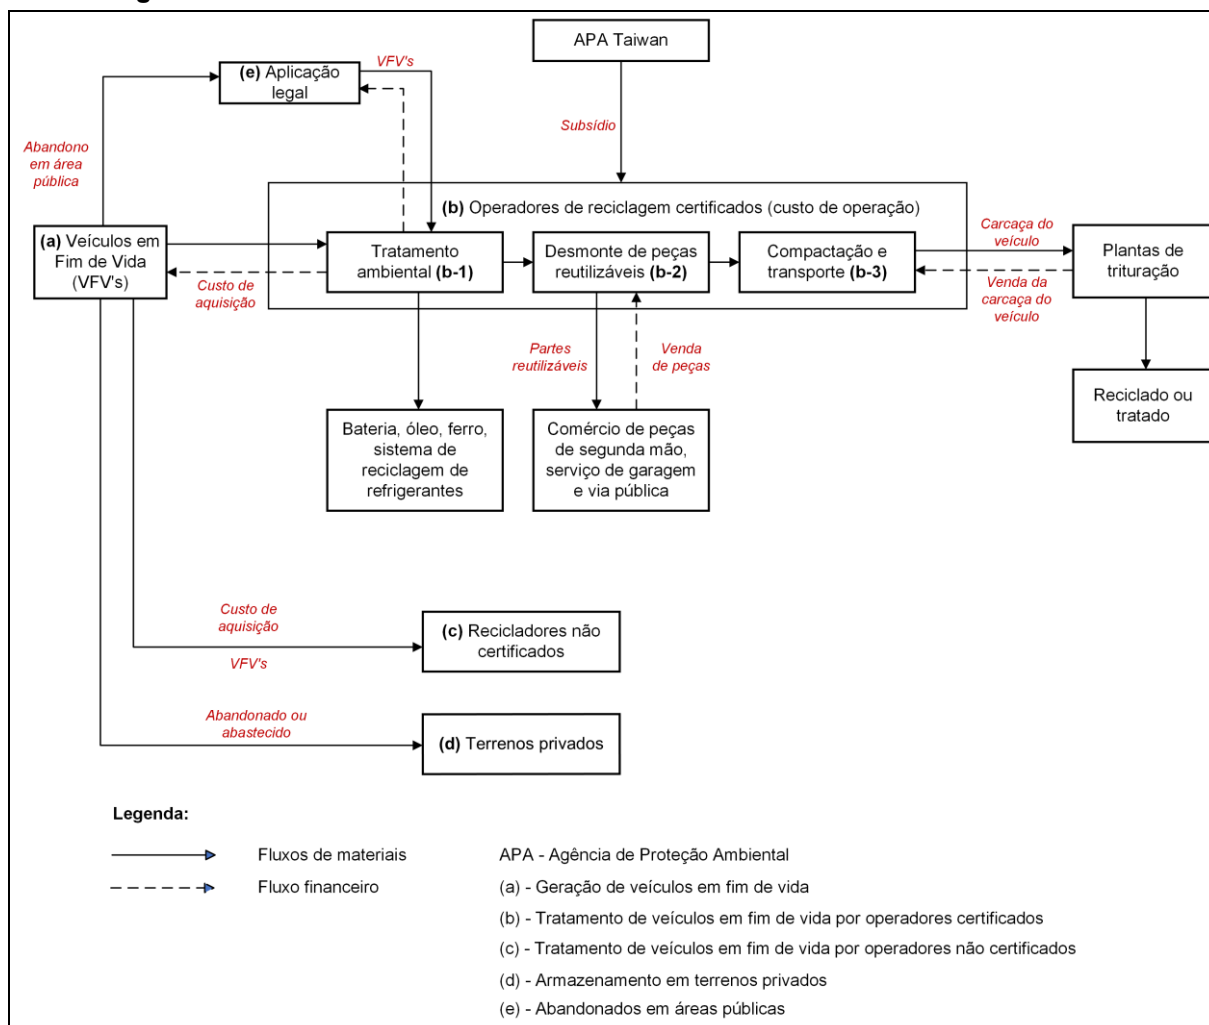 APA Taiwan
VFV's
(e) Aplicação
legal
Subsídio
Abandono
em área
pública
(b) Operadores de reciclagem certificados (custo de operação)
(a) Veículos em
Fim de Vida
(VFV's)
Custo de
aquisição
Tratamento
ambiental (b-1)
Desmonte de peças
reutilizáveis (b-2)
Compactação e
transporte (b-3)
Carcaça do
veículo
Venda da
carcaça do
veículo
Plantas de
trituração
Partes
reutilizáveis
Venda
de peças
Reciclado ou
tratado
Bateria, óleo, ferro,
sistema de
reciclagem de
refrigerantes
Comércio de peças
de segunda mão,
serviço de garagem
e via pública
Custo de
aquisição
VFV's
(c) Recicladores não
certificados
Abandonado ou
abastecido
(d) Terrenos privados
Legenda:
Fluxos de materiais
Fluxo financeiro
APA - Agência de Proteção Ambiental
(a) - Geração de veículos em fim de vida
(b) - Tratamento de veículos em fim de vida por operadores certificados
(c) - Tratamento de veículos em fim de vida por operadores não certificados
(d) - Armazenamento em terrenos privados
(e) - Abandonados em áreas públicas